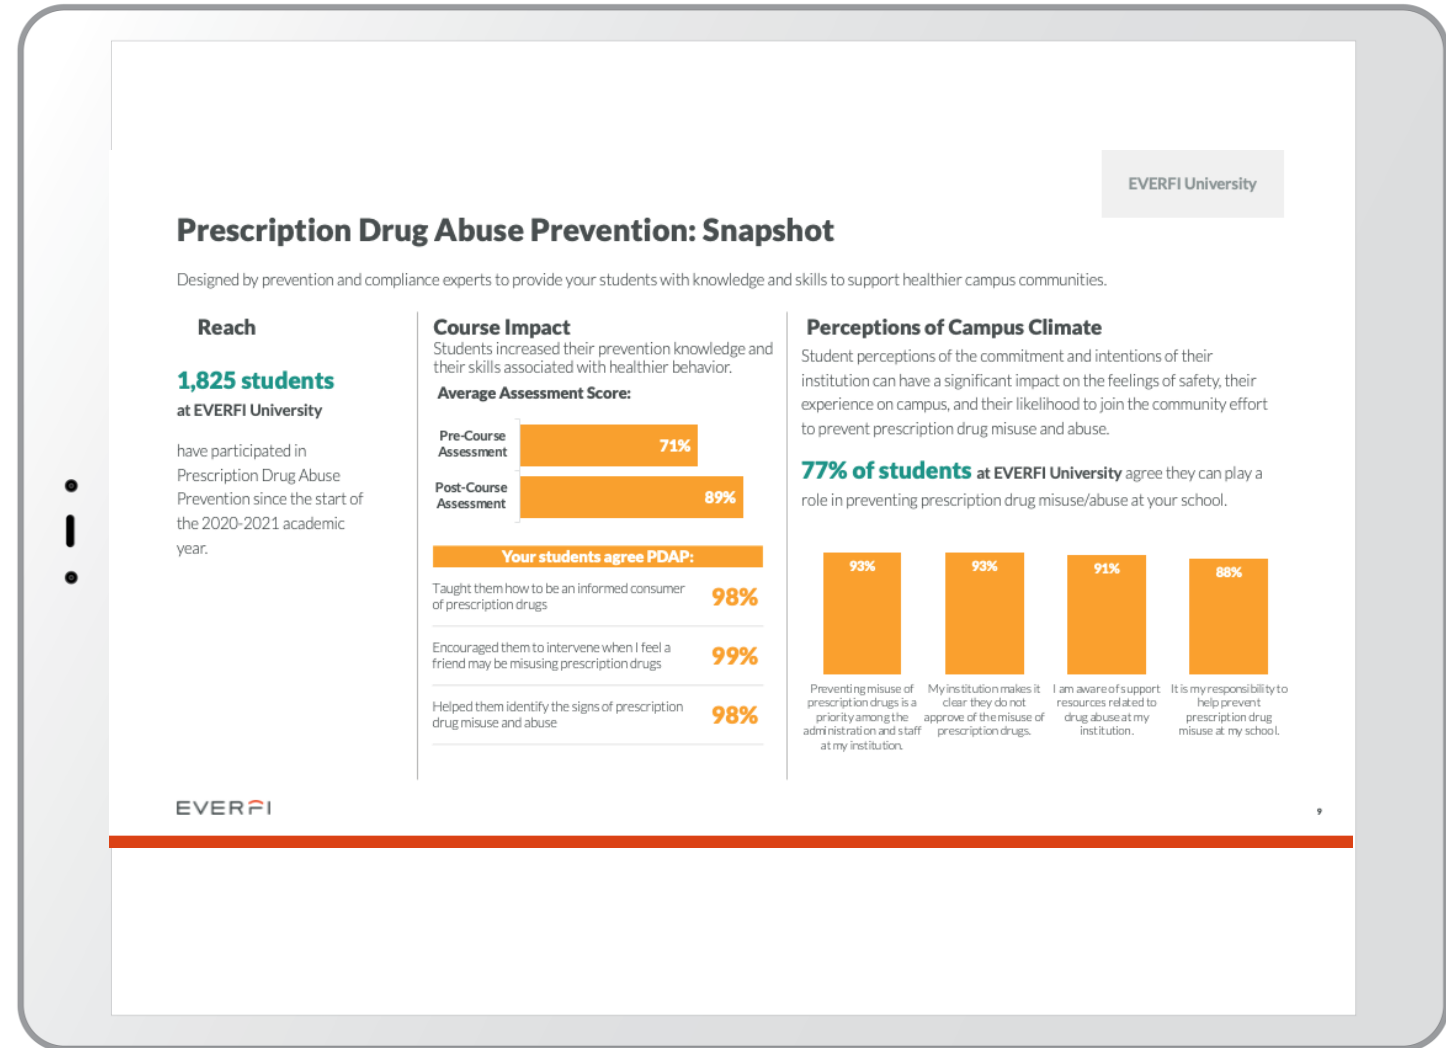 EVERFI University
Prescription Drug Abuse Prevention: Snapshot
Designed by prevention and compliance experts to provide your students with knowledge and skills to support healthier campus communities.
Reach
1,825 students
at EVERFI University
have participated in
Prescription Drug Abuse
Prevention since the start of
the 2020-2021 academic
year.
Course Impact
Students increased their prevention knowledge and
their skills associated with healthier behavior.
Average Assessment Score:
Pre-Course
Assessment
71%
Post-Course
Assessment
89%
Your students agree PDAP:
Taught them how to be an informed consumer
of prescription drugs
98%
Encouraged them to intervene when I feel a
friend may be misusing prescription drugs
99%
Helped them identify the signs of prescription
drug misuse and abuse
98%
Perceptions of Campus Climate
Student perceptions of the commitment and intentions of their
institution can have a significant impact on the feelings of safety, their
experience on campus, and their likelihood to join the community effort
to prevent prescription drug misuse and abuse.
77% of students at EVERFI University agree they can play a
role in preventing prescription drug misuse/abuse at your school.
93%
Preventing misuse of
prescription drugs is a
priority among the
administration and staff
at my institution.
93%
My institution makes it
clear they do not
approve of the misuse of
prescription drugs.
91%
I am aware of support
resources related to
drug abuse at my
institution.
88%
It is my responsibility to
help prevent
prescription drug
misuse at my school.
EVERFI
9